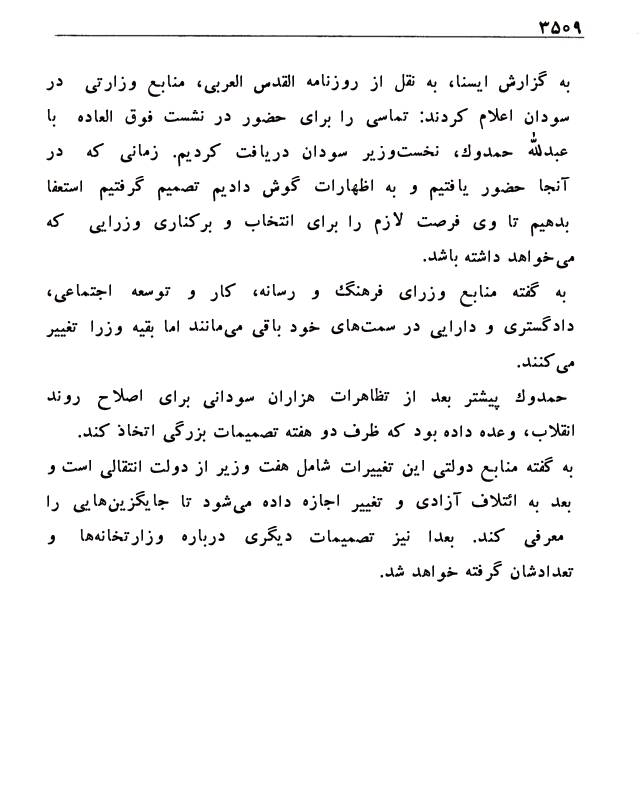 ۳۵۰۹
به گزارش ایسنا، به نقل از روزنامه القدس العربی، منابع وزارتی در
سودان اعلام کردند: تماسی را برای حضور در نشست فوق العاده با
عبدالله حمدوک، نخست‌وزیر سودان دریافت کردیم. زمانی که در
آنجا حضور یافتیم و به اظهارات گوش دادیم تصمیم گرفتیم استعفا
بدهیم تا وی فرصت لازم را برای انتخاب و برکناری وزرایی که
می‌خواهد داشته باشد.
به گفته منابع وزرای فرهنگ و رسانه، کار و توسعه اجتماعی،
دادگستری و دارایی در سمت‌های خود باقی می‌مانند اما بقیه وزرا تغییر
می‌کنند.
حمدوک پیشتر بعد از تظاهرات هزاران سودانی برای اصلاح روند
انقلاب، وعده داده بود که ظرف دو هفته تصمیمات بزرگی اتخاذ کند.
به گفته منابع دولتی این تغییرات شامل هفت وزیر از دولت انتقالی است و
بعد به ائتلاف آزادی و تغییر اجازه داده می‌شود تا جایگزین‌هایی را
معرفی کند. بعدا نیز تصمیمات دیگری درباره وزارتخانه‌ها و
تعدادشان گرفته خواهد شد.